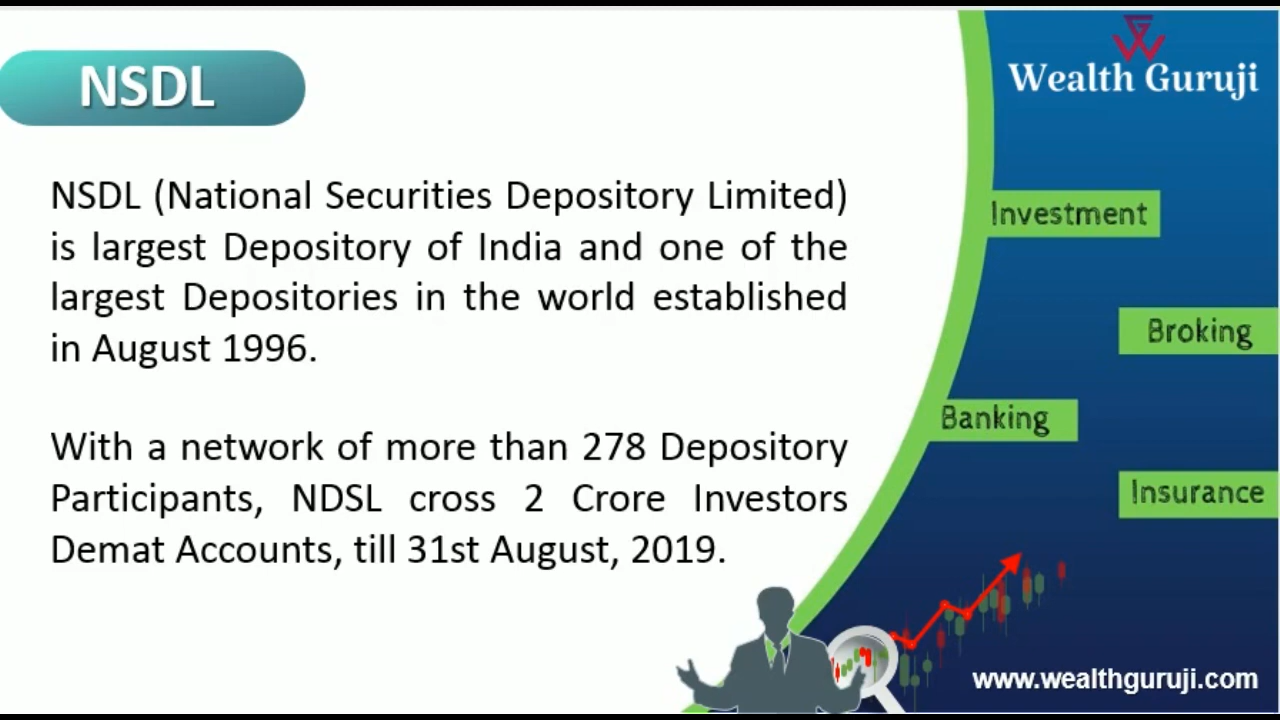 NSDL
Wealth Guruji
NSDL (National Securities Depository Limited)
is largest Depository of India and one of the
largest Depositories in the world established
in August 1996.
With a network of more than 278 Depository
Participants, NDSL cross 2 Crore Investors
Demat Accounts, till 31st August, 2019.
Investment
Broking
Banking
Insurance
www.wealthguruji.com